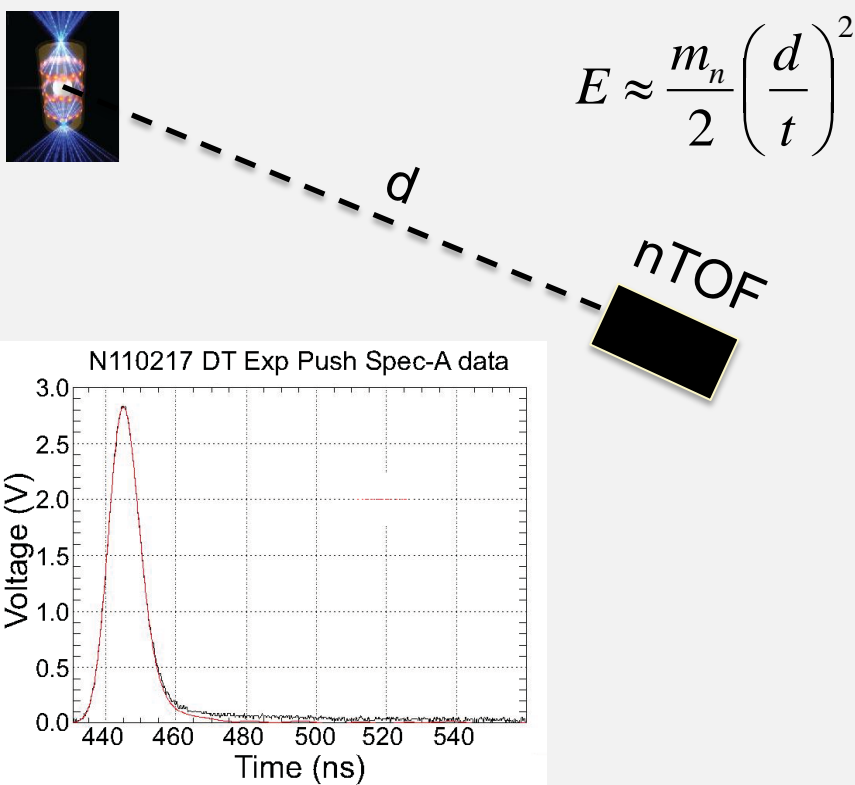 E ≈ m_n/2 (d/t)^2
d
nTOF
N110217 DT Exp Push Spec-A data
3.0
2.5
2.0
1.5
1.0
0.5
0.0
Voltage (V)
440 460 480 500 520 540
Time (ns)